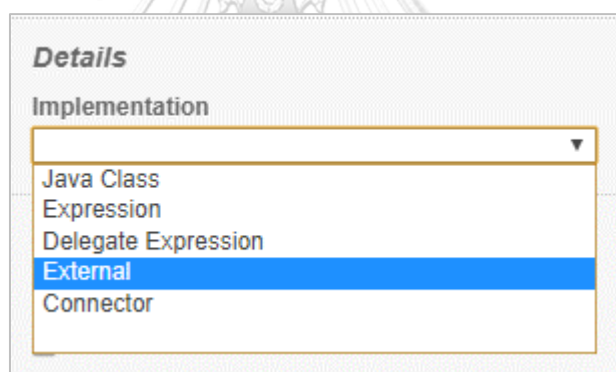 Details
Implementation
Java Class
Expression
Delegate Expression
External
Connector